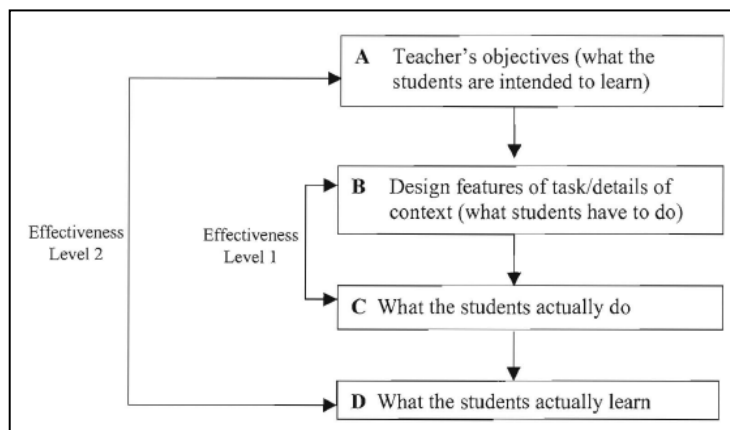 A Teacher's objectives (what the
students are intended to learn)
B Design features of task/details of
context (what students have to do)
Effectiveness
Level 2
Effectiveness
Level 1
C What the students actually do
D What the students actually learn